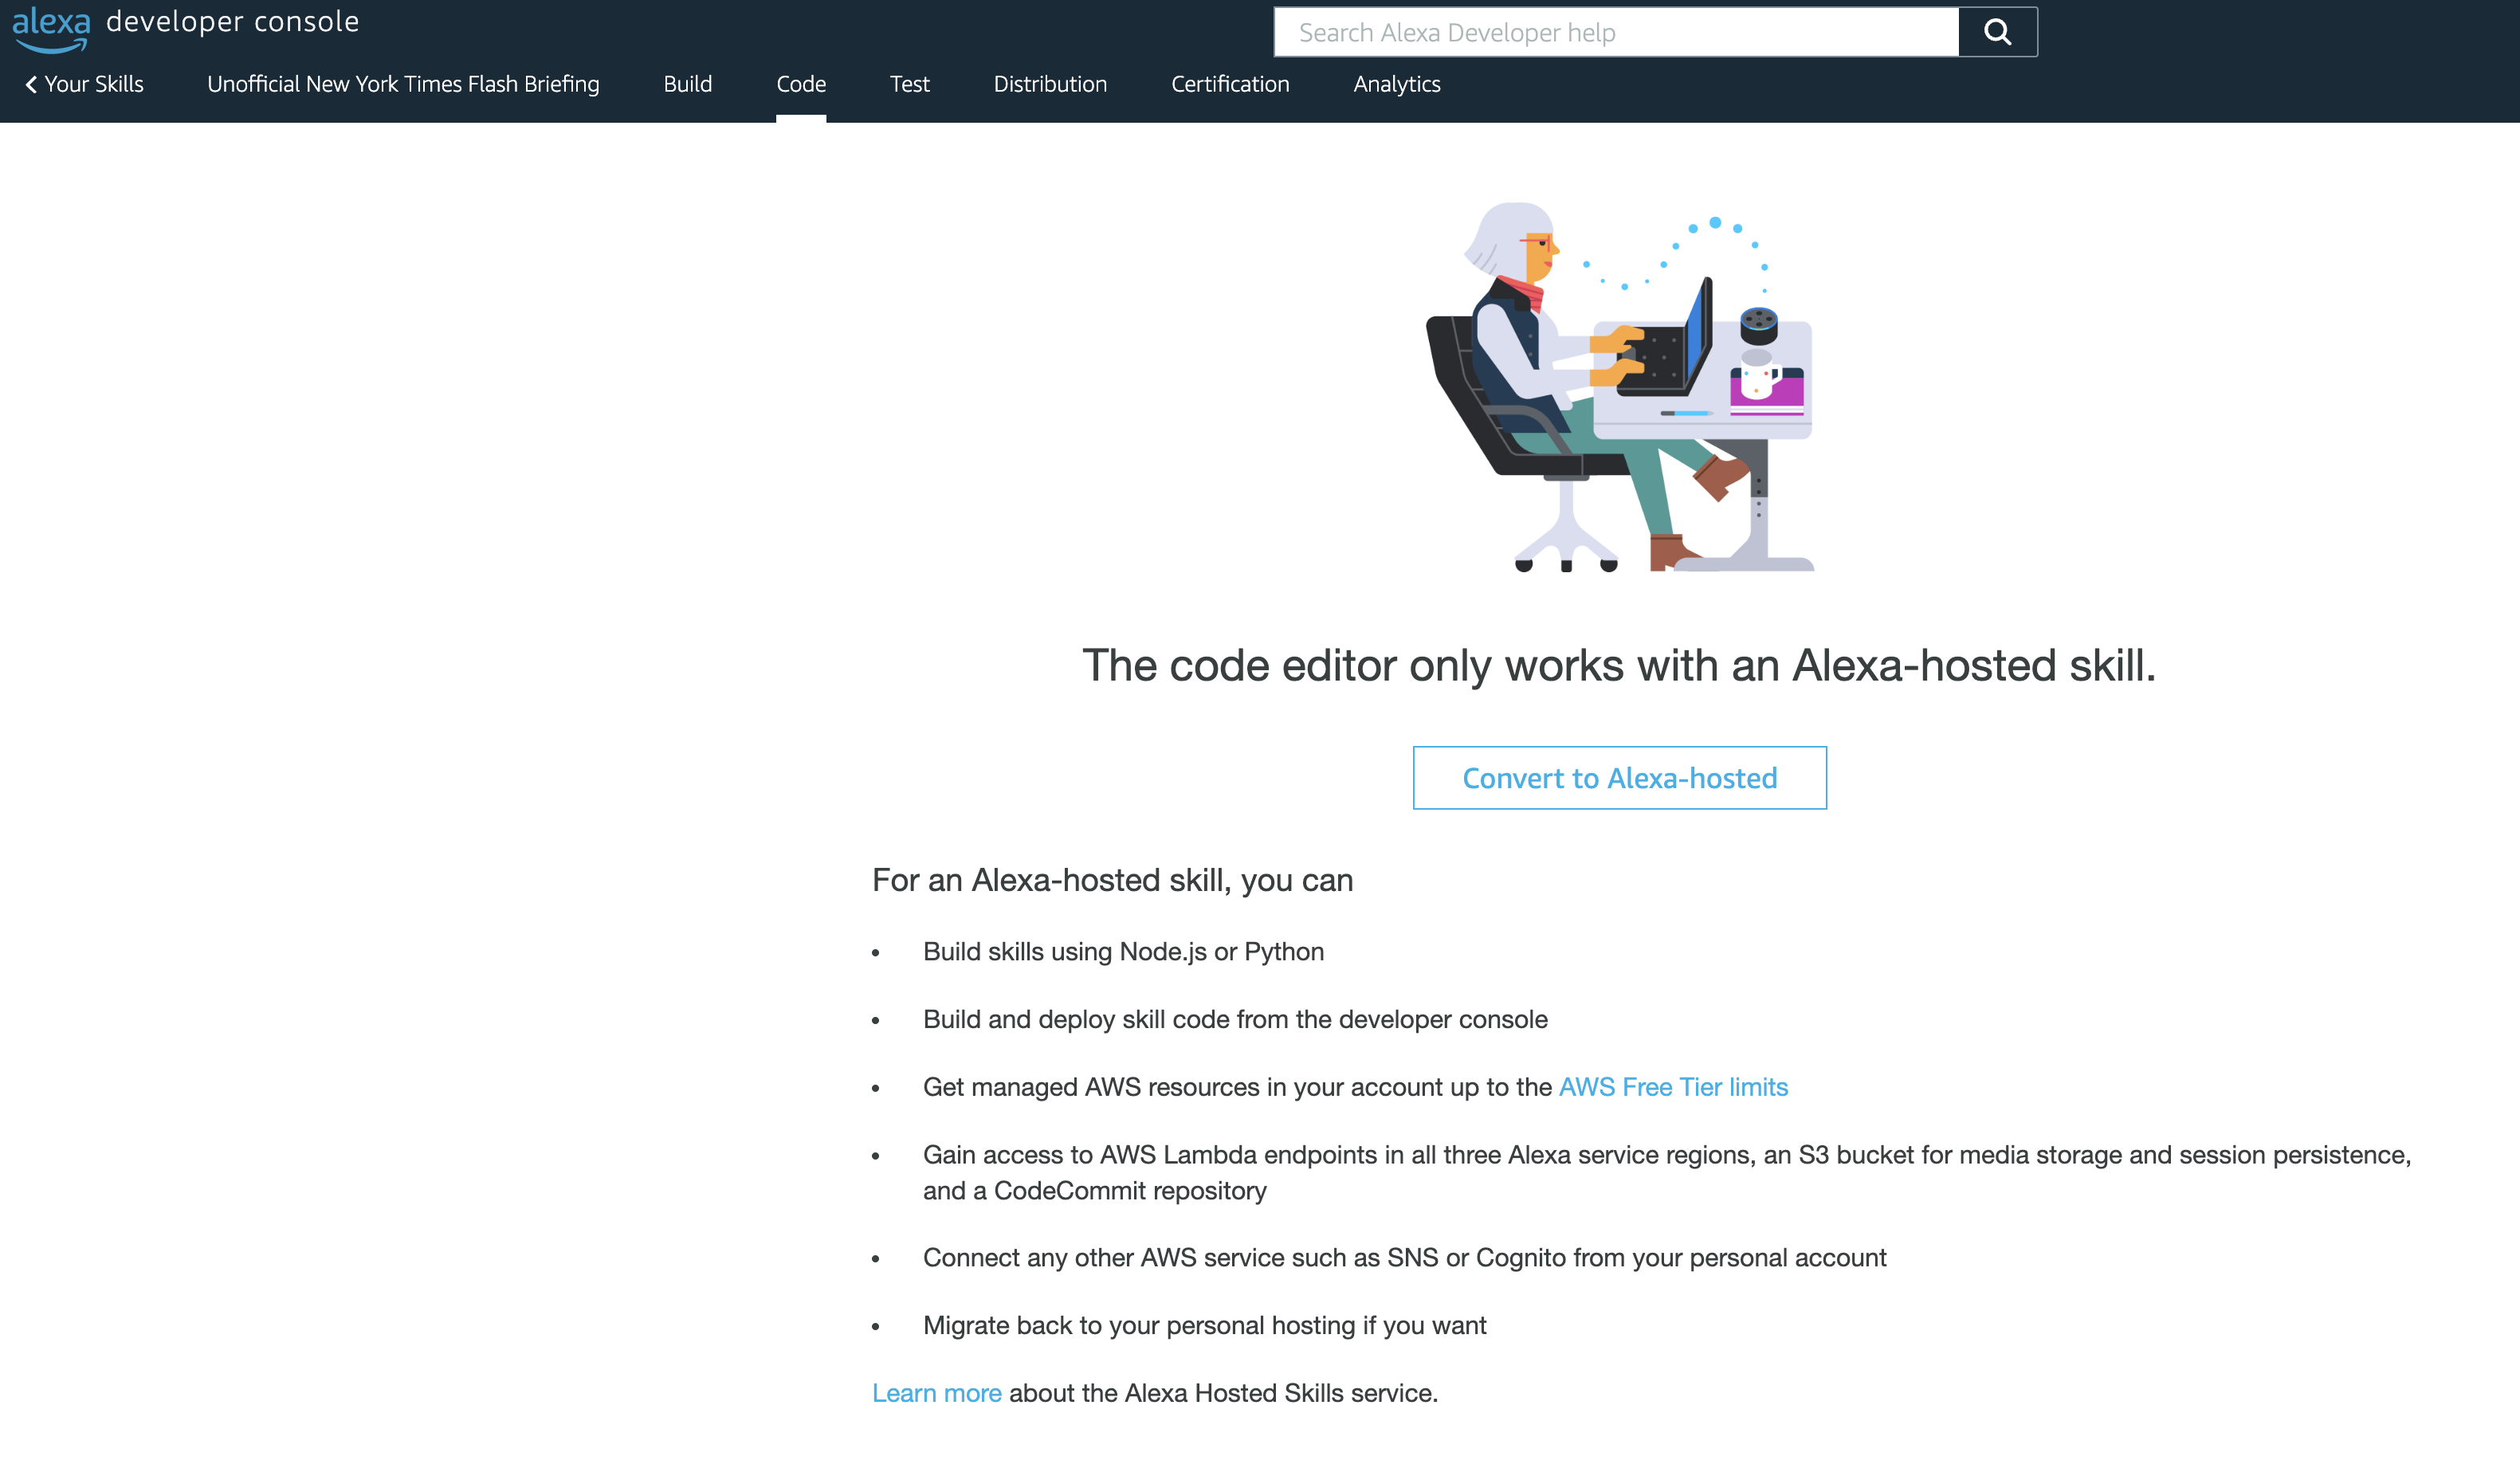 alexa developer console
Search Alexa Developer help
Your Skills
Unofficial New York Times Flash Briefing
Build
Code
Test
Distribution
Certification
Analytics
The code editor only works with an Alexa-hosted skill.
Convert to Alexa-hosted
For an Alexa-hosted skill, you can
• Build skills using Node.js or Python
• Build and deploy skill code from the developer console
• Get managed AWS resources in your account up to the AWS Free Tier limits
• Gain access to AWS Lambda endpoints in all three Alexa service regions, an S3 bucket for media storage and session persistence,
and a CodeCommit repository
• Connect any other AWS service such as SNS or Cognito from your personal account
• Migrate back to your personal hosting if you want
Learn more about the Alexa Hosted Skills service.